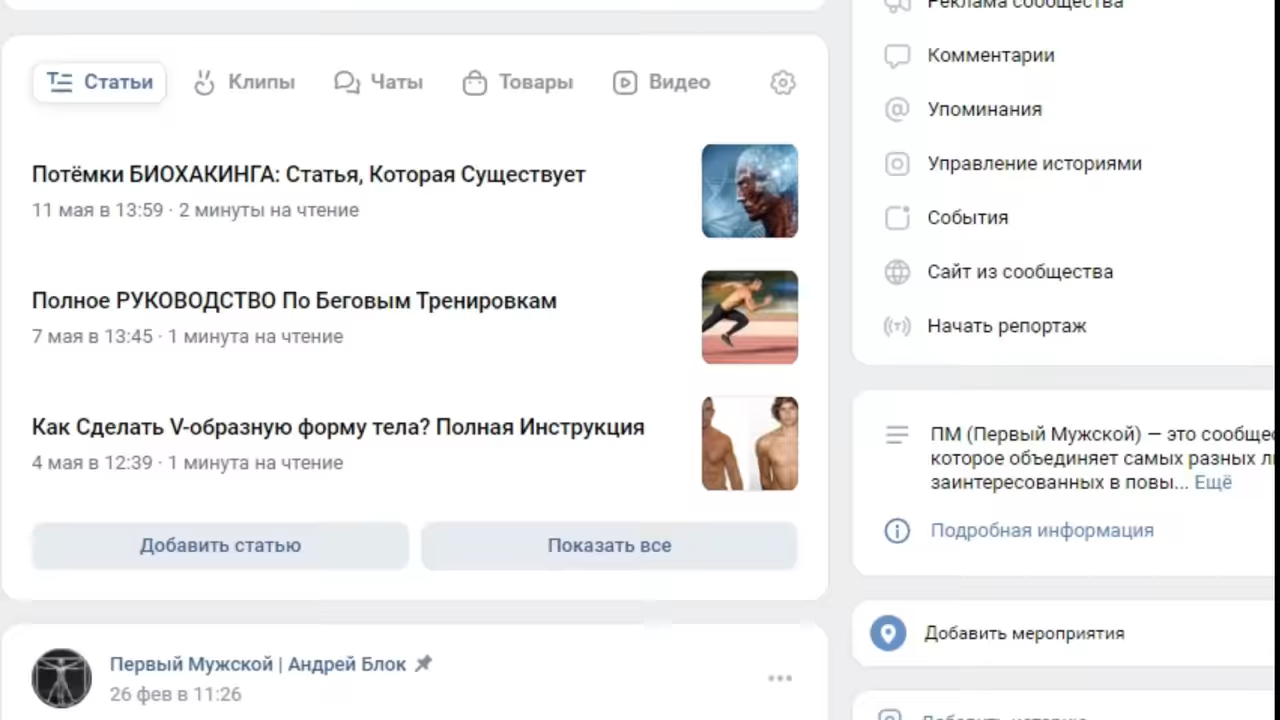 Статьи
Клипы
Чаты
Товары
Видео
Потёмки БИОХАКИНГА: Статья, Которая Существует
11 мая в 13:59 · 2 минуты на чтение
Полное РУКОВОДСТВО По Беговым Тренировкам
7 мая в 13:45 · 1 минута на чтение
Как Сделать V-образную форму тела? Полная Инструкция
4 мая в 12:39 · 1 минута на чтение
Добавить статью
Показать все
Первый Мужской | Андрей Блок
26 фев в 11:26
Реклама сообщества
Комментарии
Упоминания
Управление историями
События
Сайт из сообщества
Начать репортаж
ПМ (Первый Мужской) — это сообщес
которое объединяет самых разных
заинтересованных в повы... Ещё
Подробная информация
Добавить мероприятия
Добавить историю